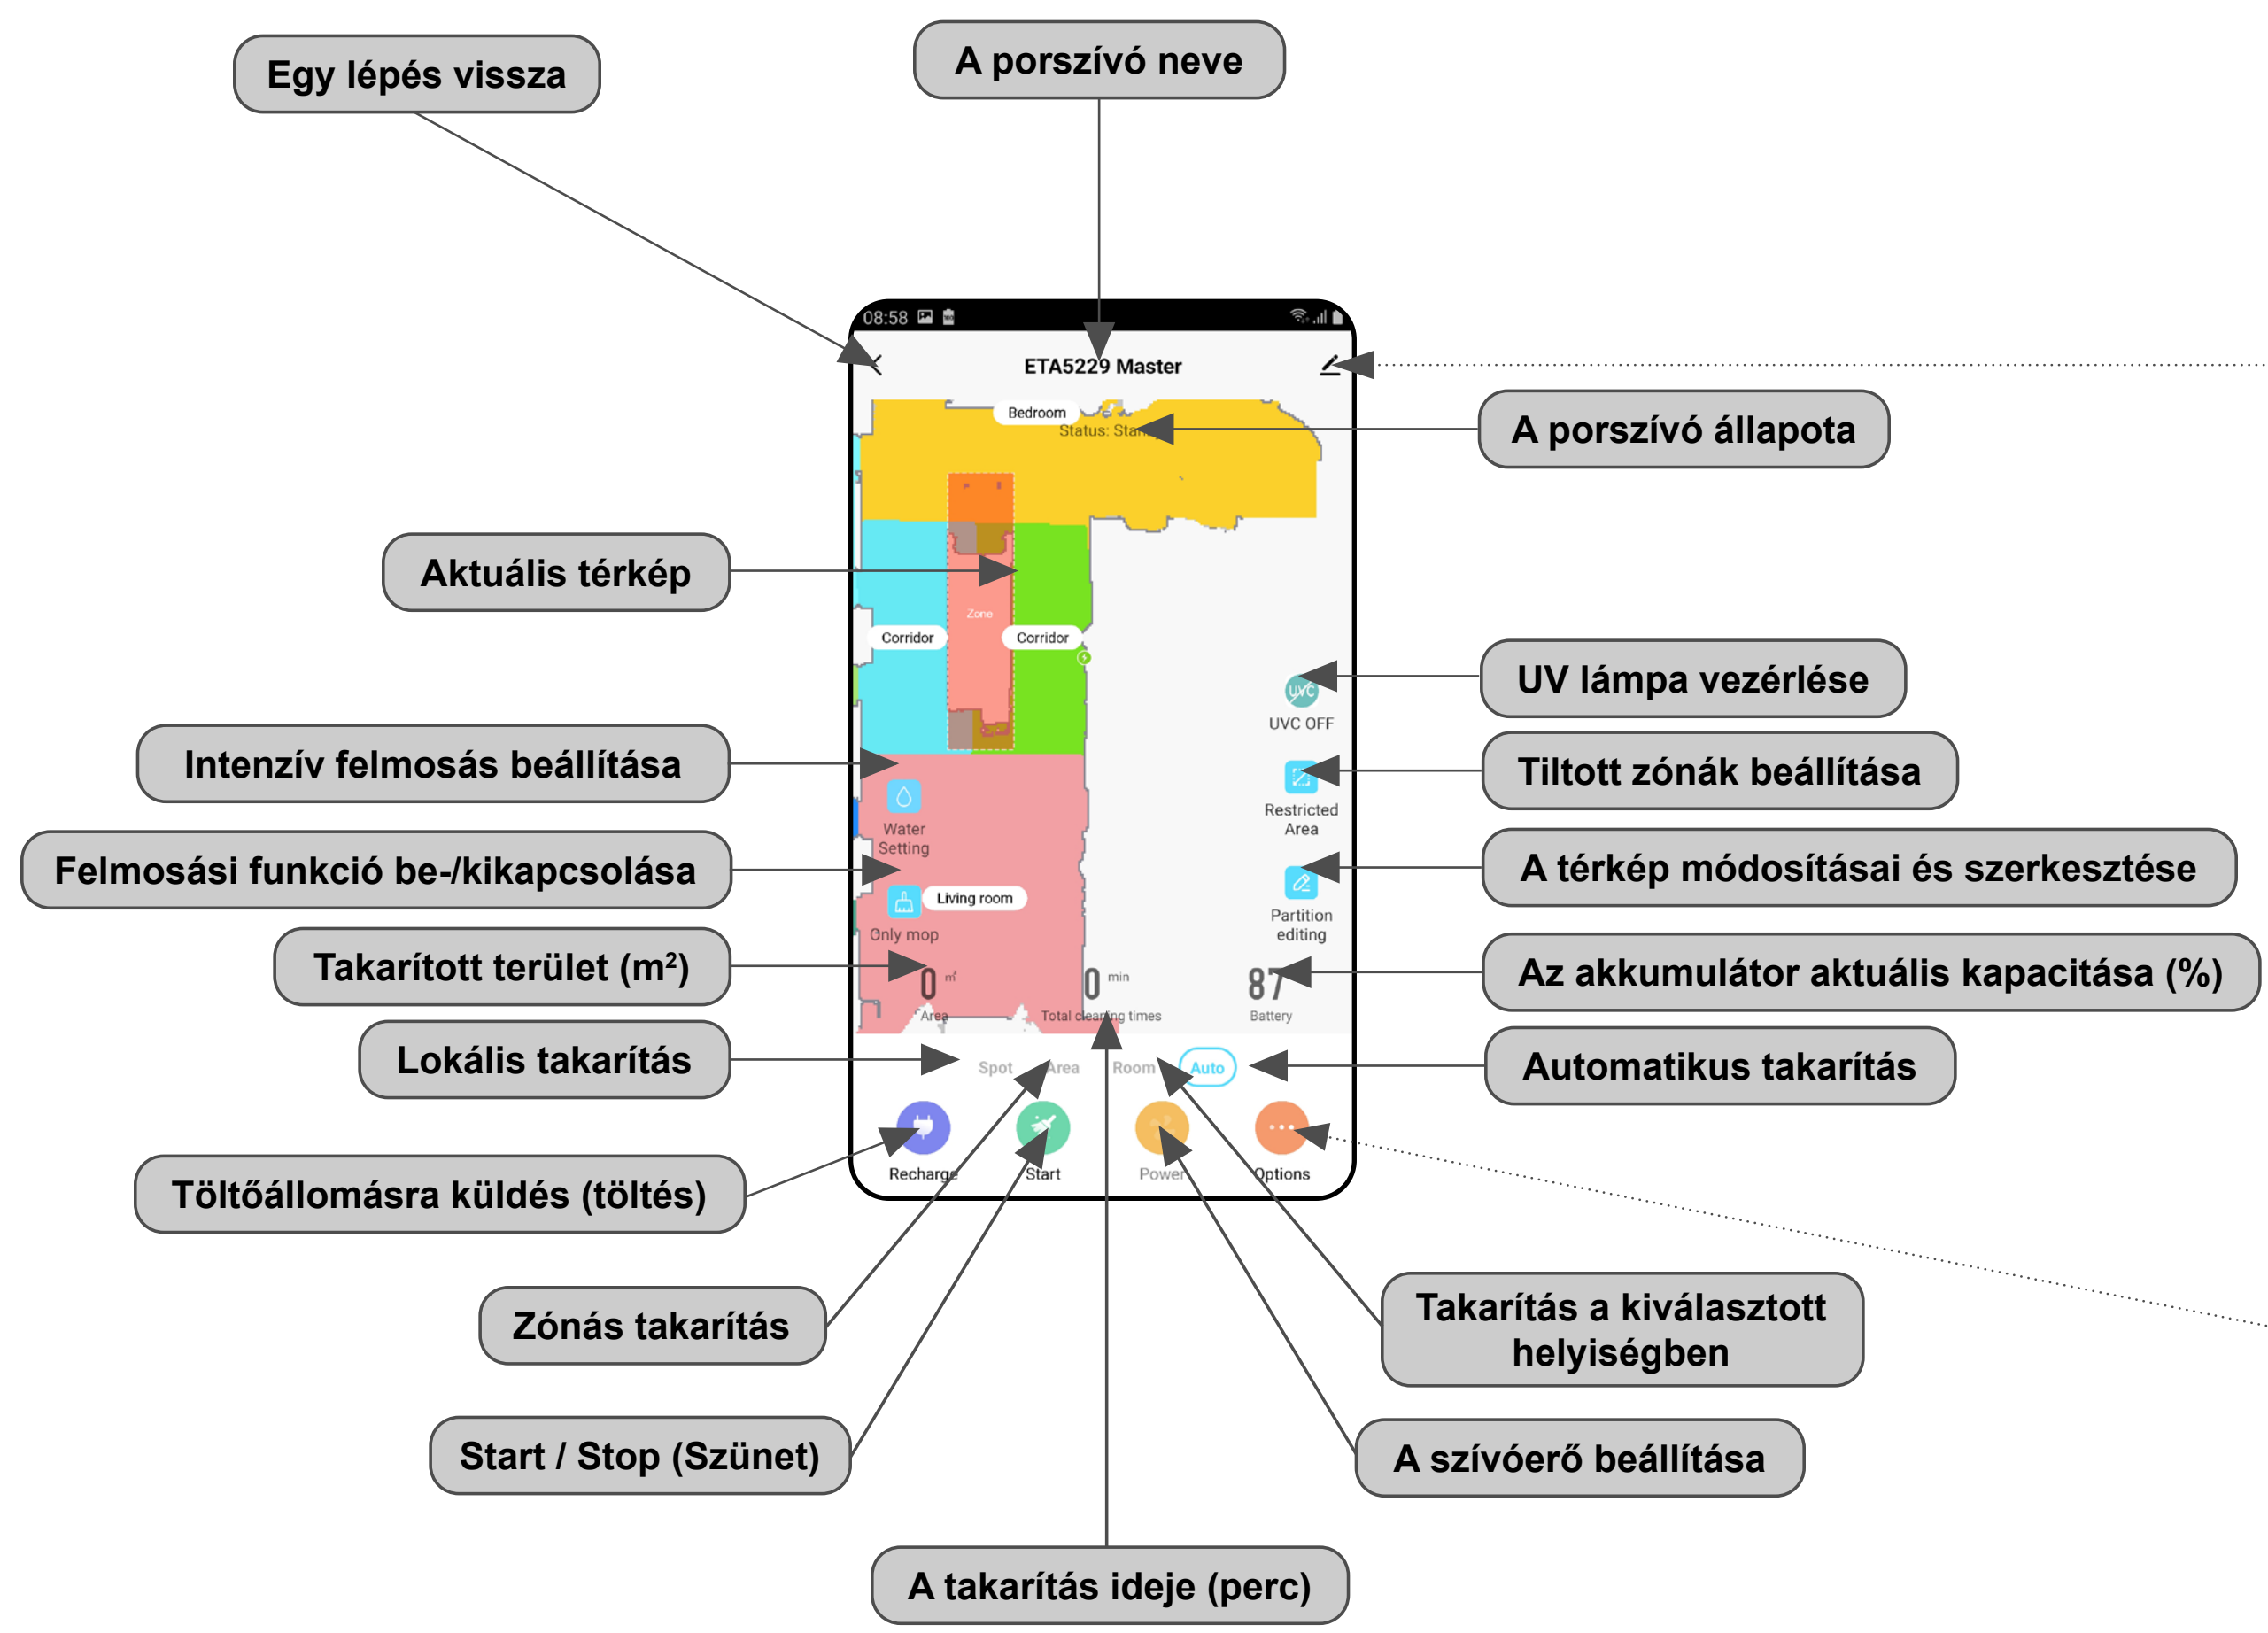 Egy lépés vissza
A porszívó neve
08:58
ETA5229 Master
Bedroom
Status:
A porszívó állapota
Aktuális térkép
Zone
Corridor
Corridor
UV lámpa vezérlése
UVC
UVC OFF
Intenzív felmosás beállítása
Tiltott zónák beállítása
Water
Setting
Restricted
Area
Felmosási funkció be-/kikapcsolása
A térkép módosításai és szerkesztése
Living room
Only mop
Partition
editing
Takarított terület (m²)
0 m²
0 min
87
Az akkumulátor aktuális kapacitása (%)
Area
Total cleaning times
Battery
Lokális takarítás
Spot
Area
Room
Auto
Automatikus takarítás
Recharge
Start
Power
Options
Töltőállomásra küldés (töltés)
Zónás takarítás
Takarítás a kiválasztott
helyiségben
Start / Stop (Szünet)
A szívóerő beállítása
A takarítás ideje (perc)